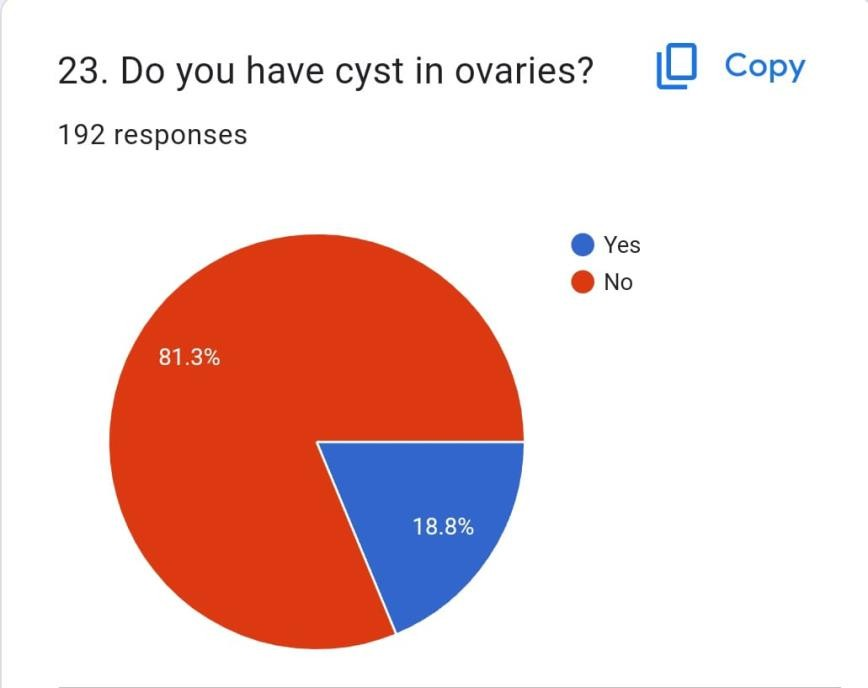 23. Do you have cyst in ovaries?
Copy
192 responses
Yes
No
81.3%
18.8%